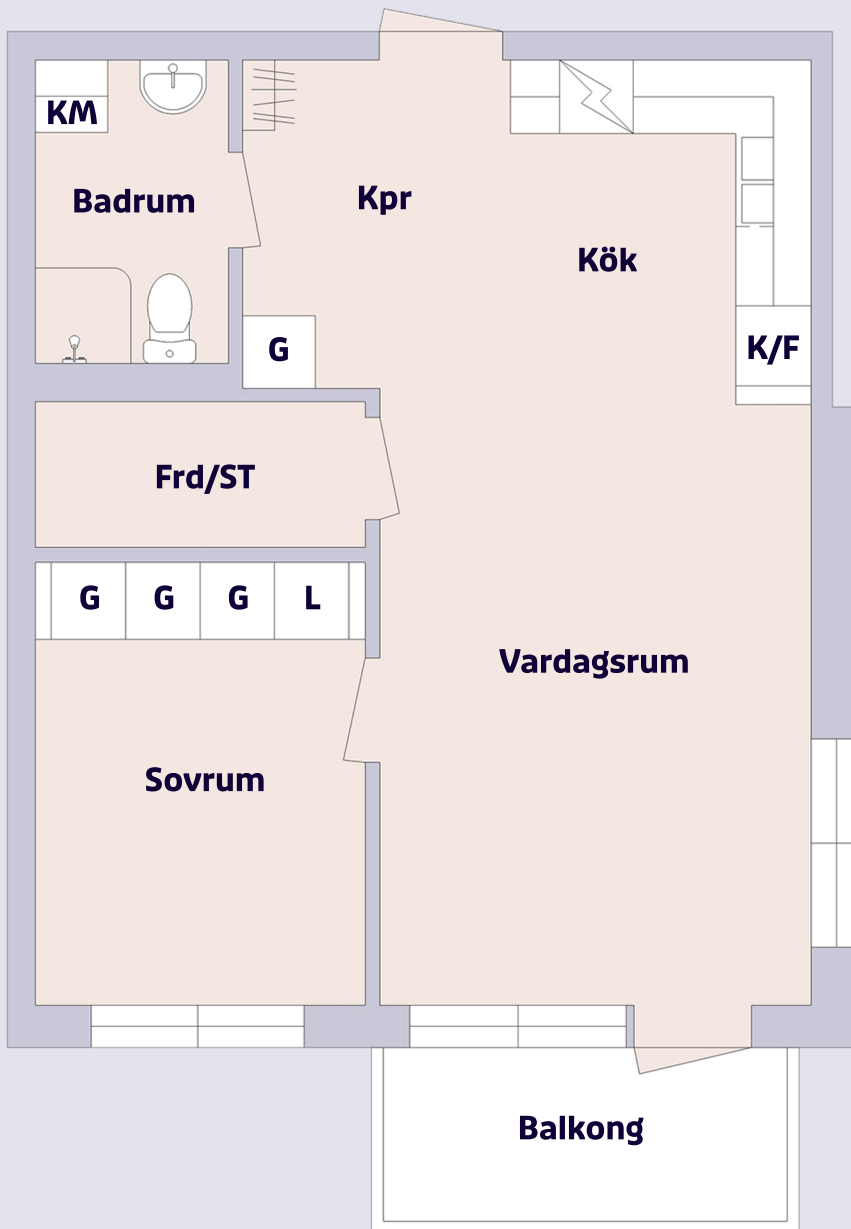 KM
Badrum
Kpr
Kök
G
K/F
Frd/ST
G G G L
Vardagsrum
Sovrum
Balkong